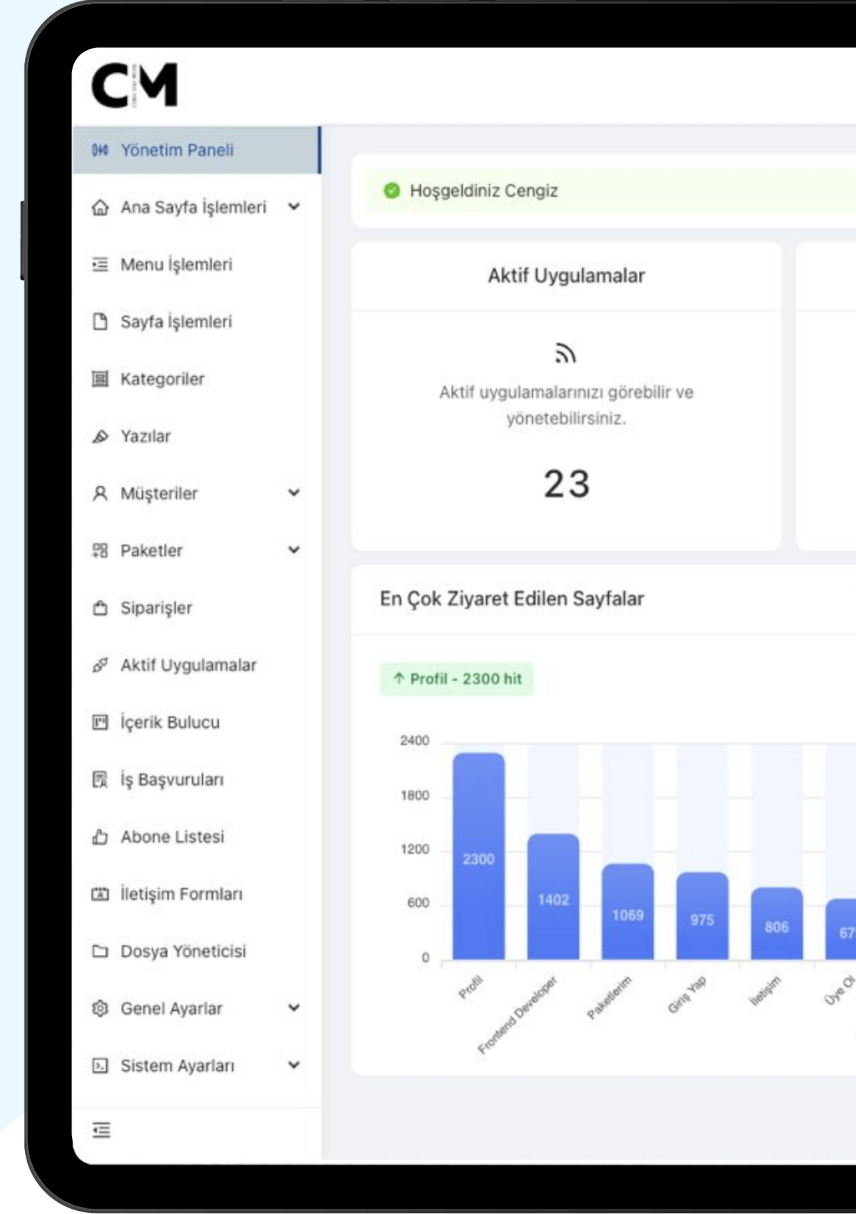 CM
Yönetim Paneli
Ana Sayfa İşlemleri
Menu İşlemleri
Sayfa İşlemleri
Kategoriler
Yazılar
Müşteriler
Paketler
Siparişler
Aktif Uygulamalar
İçerik Bulucu
İş Başvuruları
Abone Listesi
İletişim Formları
Dosya Yöneticisi
Genel Ayarlar
Sistem Ayarları
Hoşgeldiniz Cengiz
Aktif Uygulamalar
Aktif uygulamalarınızı görebilir ve
yönetebilirsiniz.
23
En Çok Ziyaret Edilen Sayfalar
Profil - 2300 hit
2400
1800
1200
600
0
2300
1402
1069
975
806
Profil
Frontend Developer
Paketlerim
Giriş Yap
İletişim
Üye Ol